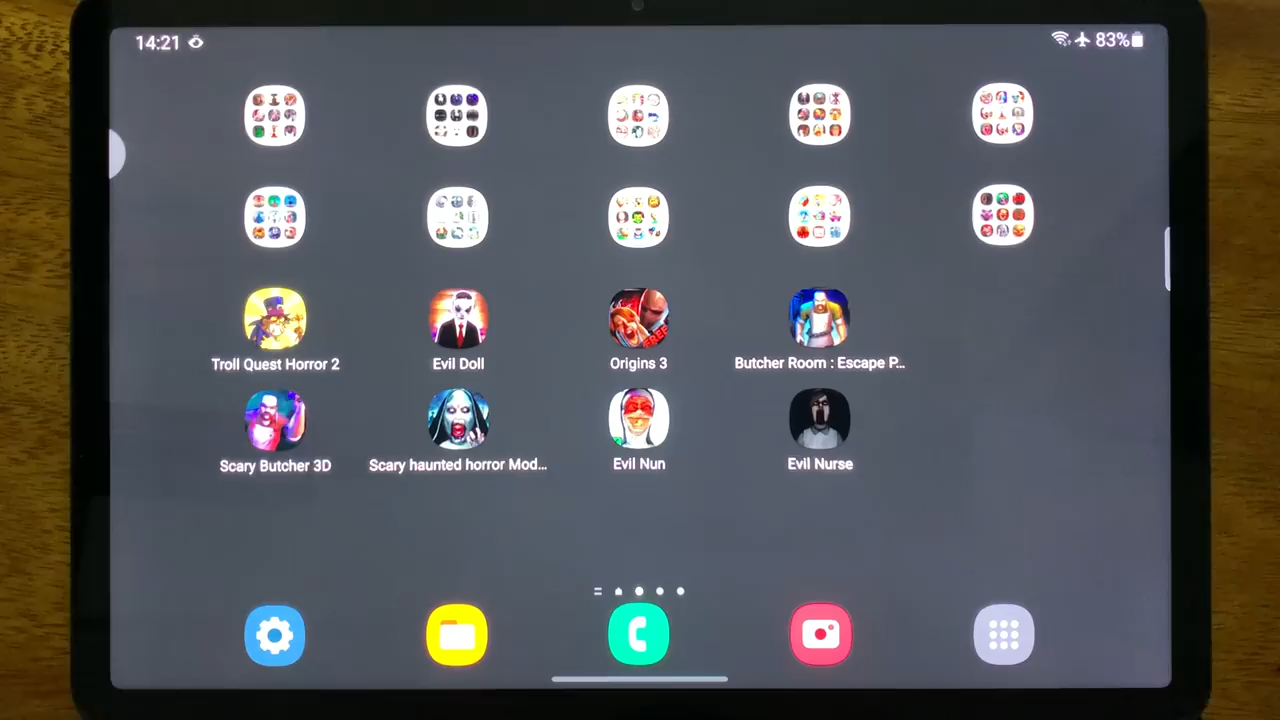 14:21
83%
Troll Quest Horror 2
Evil Doll
Origins 3
Butcher Room : Escape P...
Scary Butcher 3D
Scary haunted horror Mod...
Evil Nun
Evil Nurse